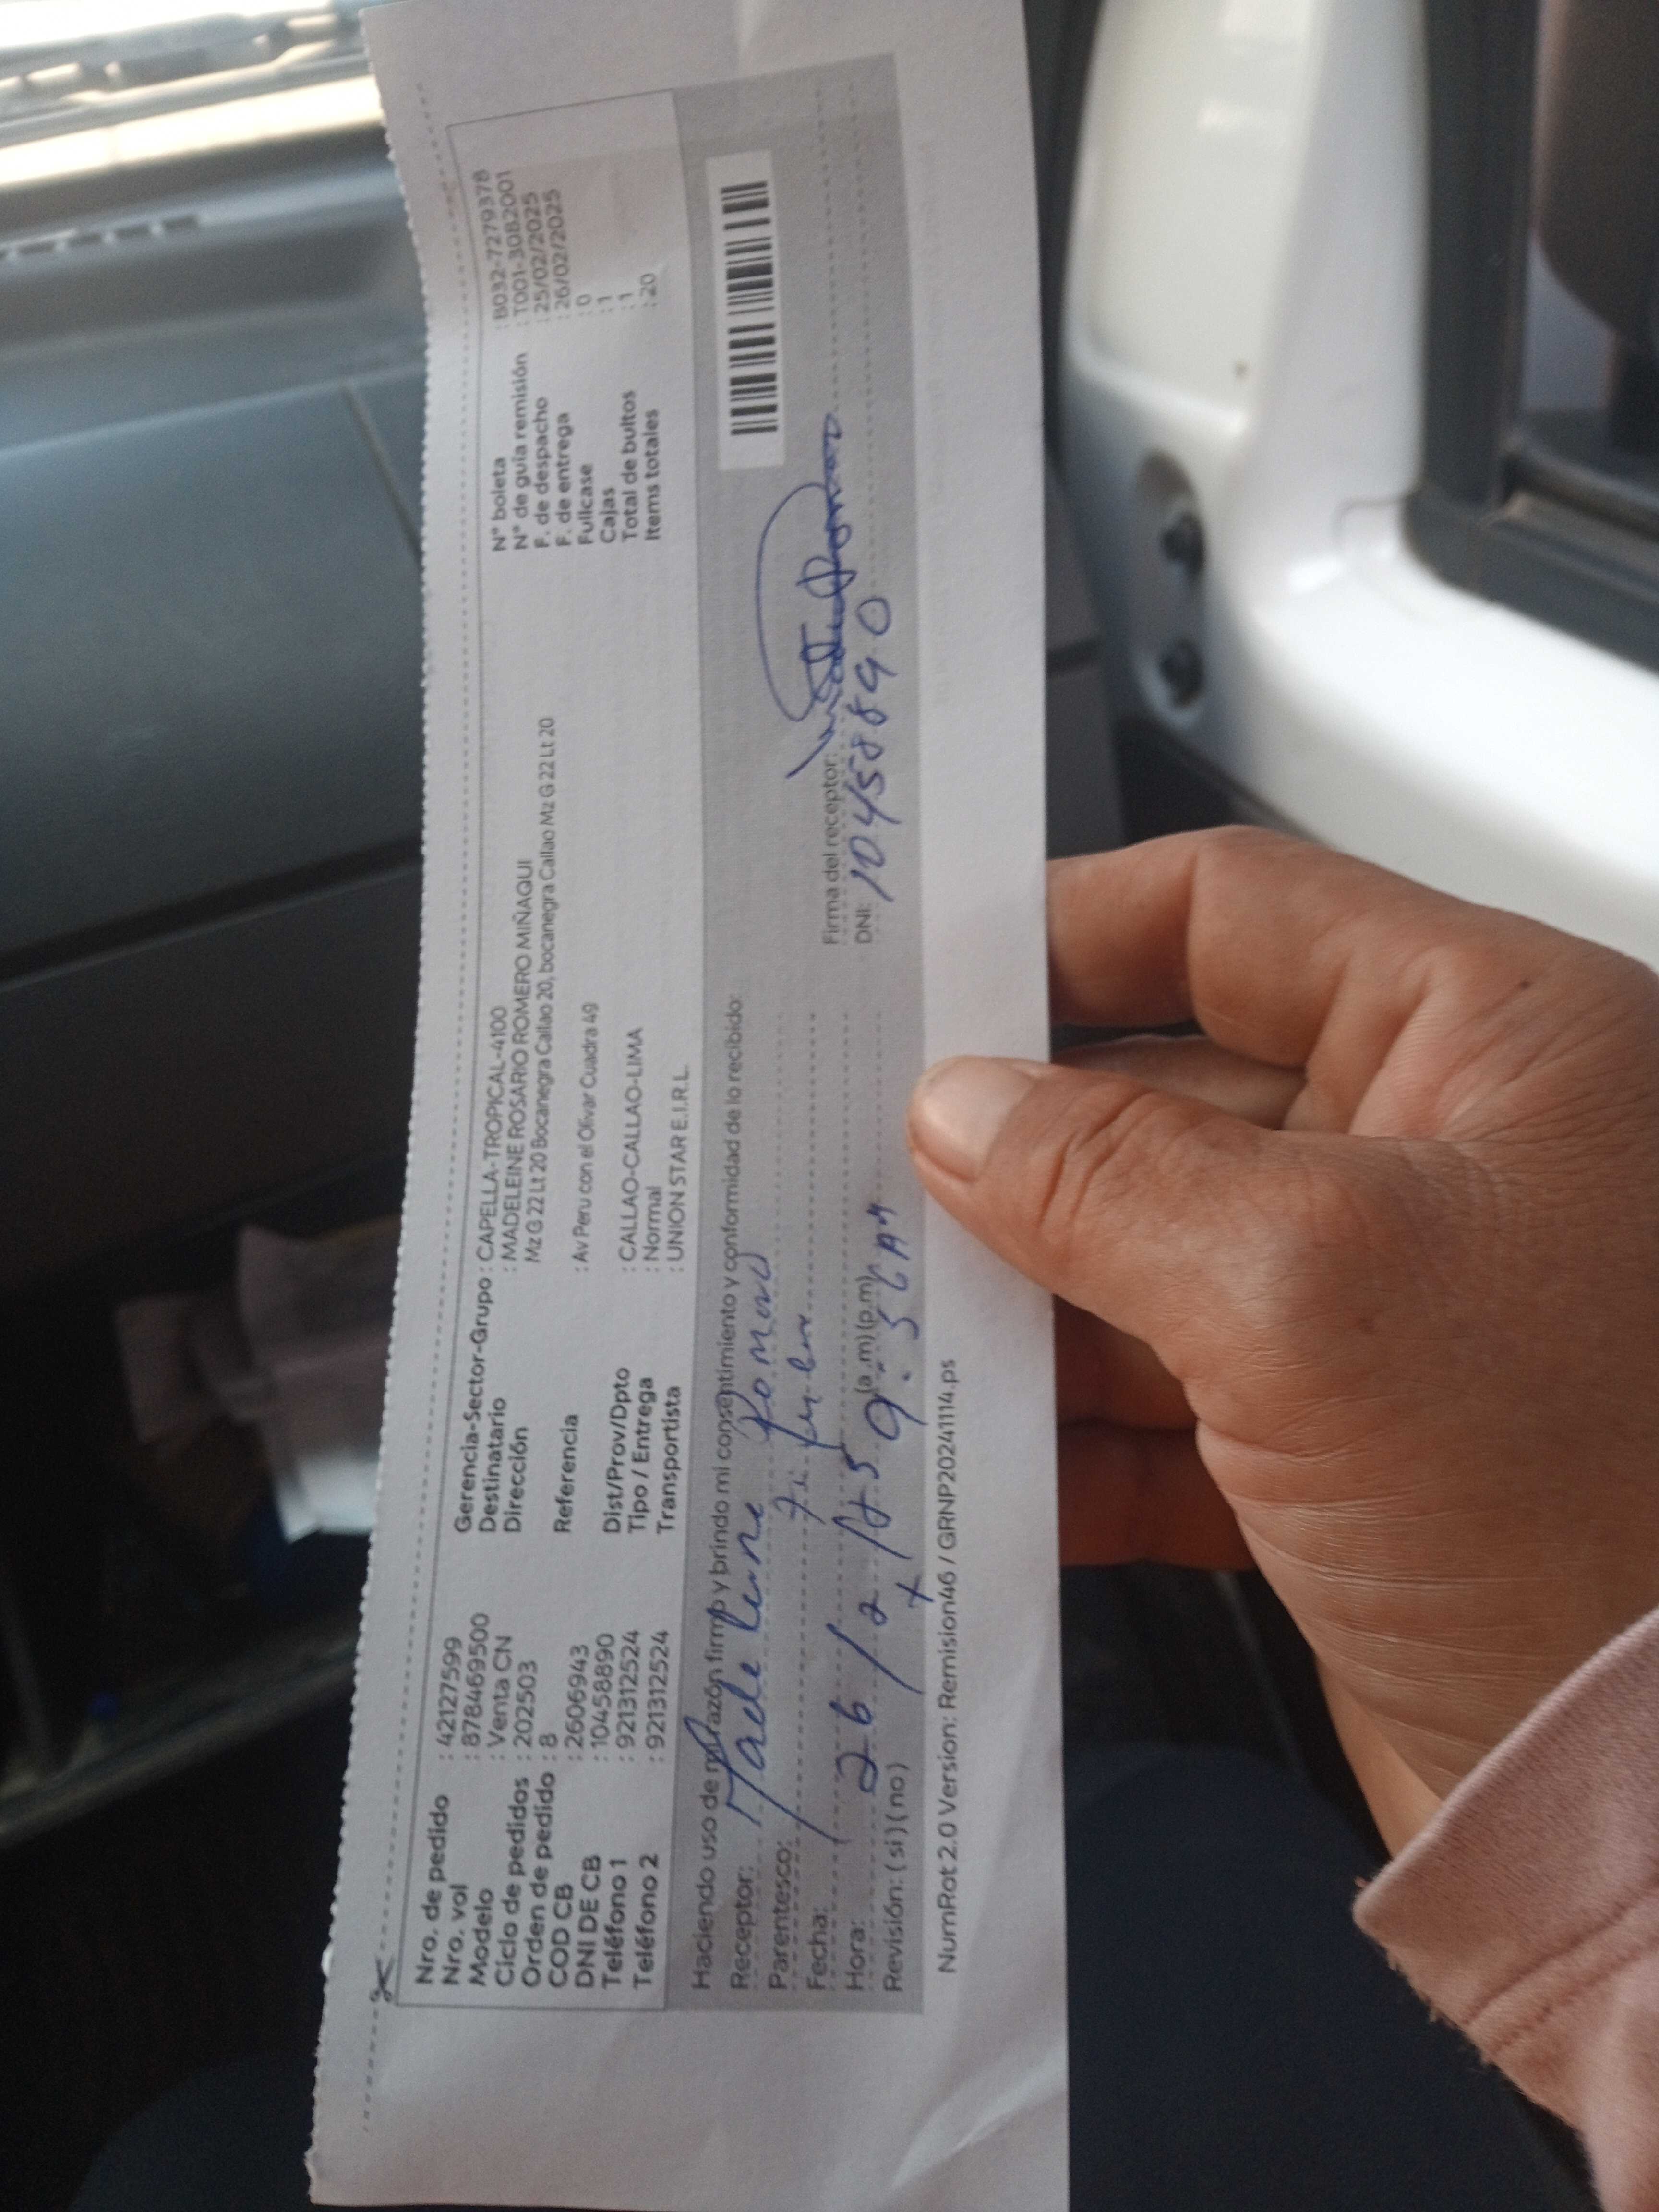 Nro. de pedido : 42127599
Nro. vol : 87846 9500
Modelo : Venta CN
Ciclo de pedidos : 202503
Orden de pedido : 8
COD CB : 2606943
DNI DE CB : 10458890
Teléfono 1 : 921312524
Teléfono 2 : 921312524
Gerencia-Sector-Grupo : CAPELLA-TROPICAL-4100
Destinatario : MADELEINE ROSARIO ROMERO MIÑAQUI
Dirección Mz G 22 Lt 20 Bocanegra Callao 20, bocanegra Callao Mz G 22 Lt 20
Referencia : Av Peru con el Olivar Cuadra 49
Dist/Prov/Dpto : CALLAO-CALLAO-LIMA
Tipo / Entrega : Normal
Transportista : UNION STAR E.I.R.L.
N° boleta : B032-7279378
N° de guía remisión : T001-3082001
F. de despacho : 25/02/2025
F. de entrega : 26/02/2025
Fullcase : 0
Cajas : 1
Total de bultos : 1
Items totales : 20
Haciendo uso de mi razón firmo y brindo mi consentimiento y conformidad de lo recibido:
Receptor: Madeleine Romero
Parentesco:
Fecha: 26/2/25
Hora: 9:56 AM (a.m) (p.m)
Revisión: (si) (no)
Firma del receptor:
DNI: 10458890
NumRot 2.0 Version: Remision46 / GRNP20241114.ps